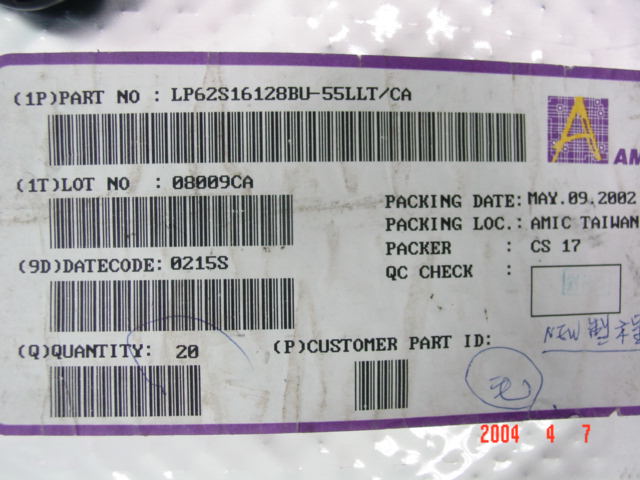 (1P)PART NO : LP62S16128BU-55LLT/CA
AM
(1T)LOT NO : 08009CA
PACKING DATE: MAY.09.2002
PACKING LOC.: AMIC TAIWAN
PACKER : CS 17
QC CHECK :
(9D)DATECODE: 0215S
(Q)QUANTITY: 20
(P)CUSTOMER PART ID:
2004 4 7